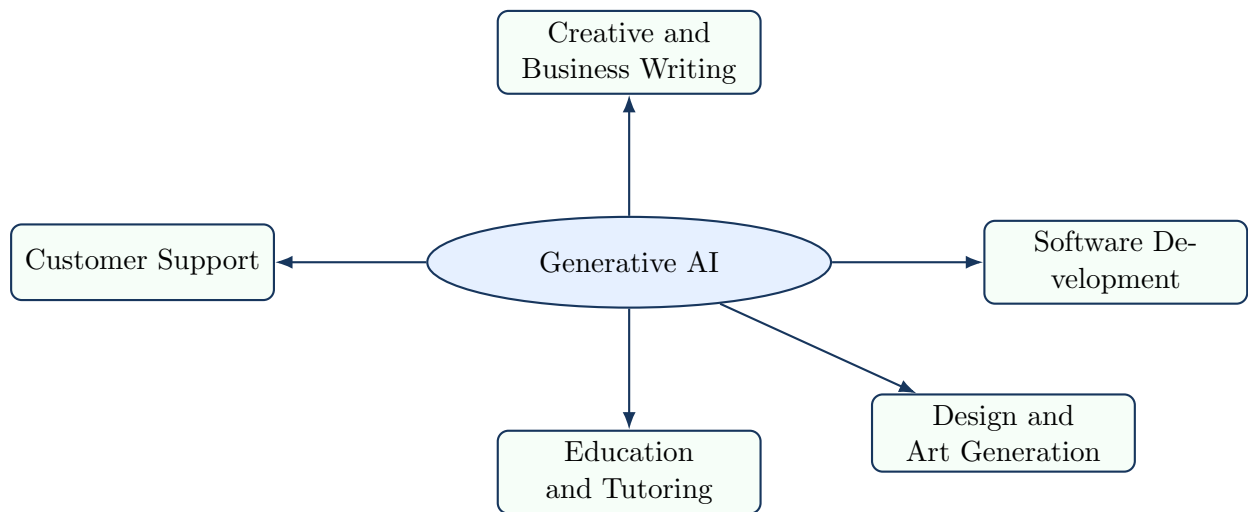 Creative and
Business Writing
Customer Support
Generative AI
Software De-
velopment
Design and
Art Generation
Education
and Tutoring